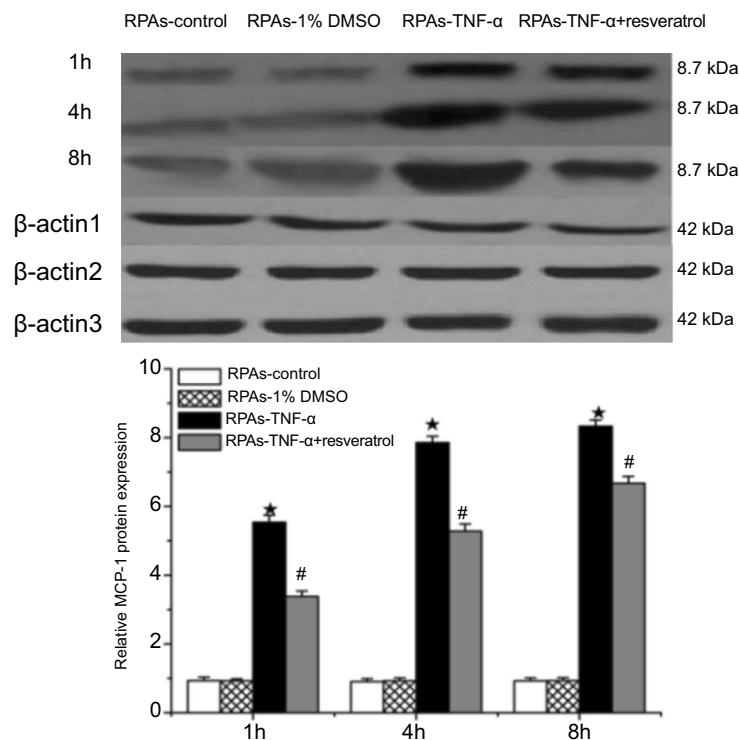 RPAs-control RPAs-1% DMSO RPAs-TNF-α RPAs-TNF-α+resveratrol
1h 8.7 kDa
4h 8.7 kDa
8h 8.7 kDa
β-actin1 42 kDa
β-actin2 42 kDa
β-actin3 42 kDa
10
8
6
4
2
0
Relative MCP-1 protein expression
RPAs-control
RPAs-1% DMSO
RPAs-TNF-α
RPAs-TNF-α+resveratrol
★ # ★ # ★ #
1h 4h 8h